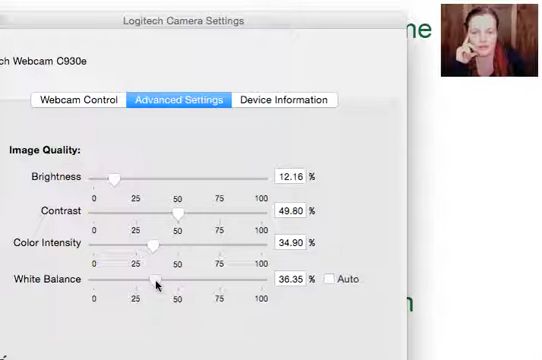 Logitech Camera Settings
me
ch Webcam C930e
Webcam Control Advanced Settings Device Information
Image Quality:
Brightness 12.16 %
0 25 50 75 100
Contrast 49.80 %
0 25 50 75 100
Color Intensity 34.90 %
0 25 50 75 100
White Balance 36.35 % Auto
0 25 50 75 100